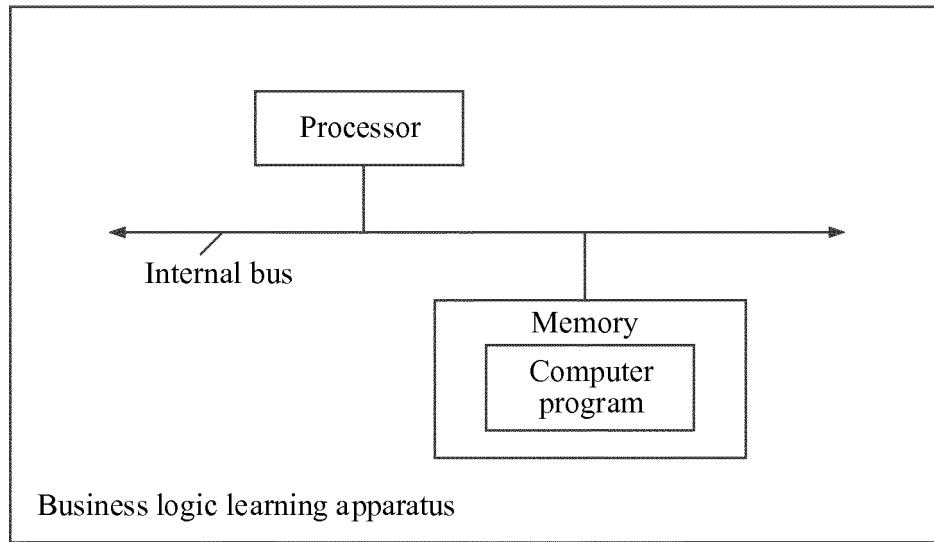 Processor
Internal bus
Memory
Computer
program
Business logic learning apparatus